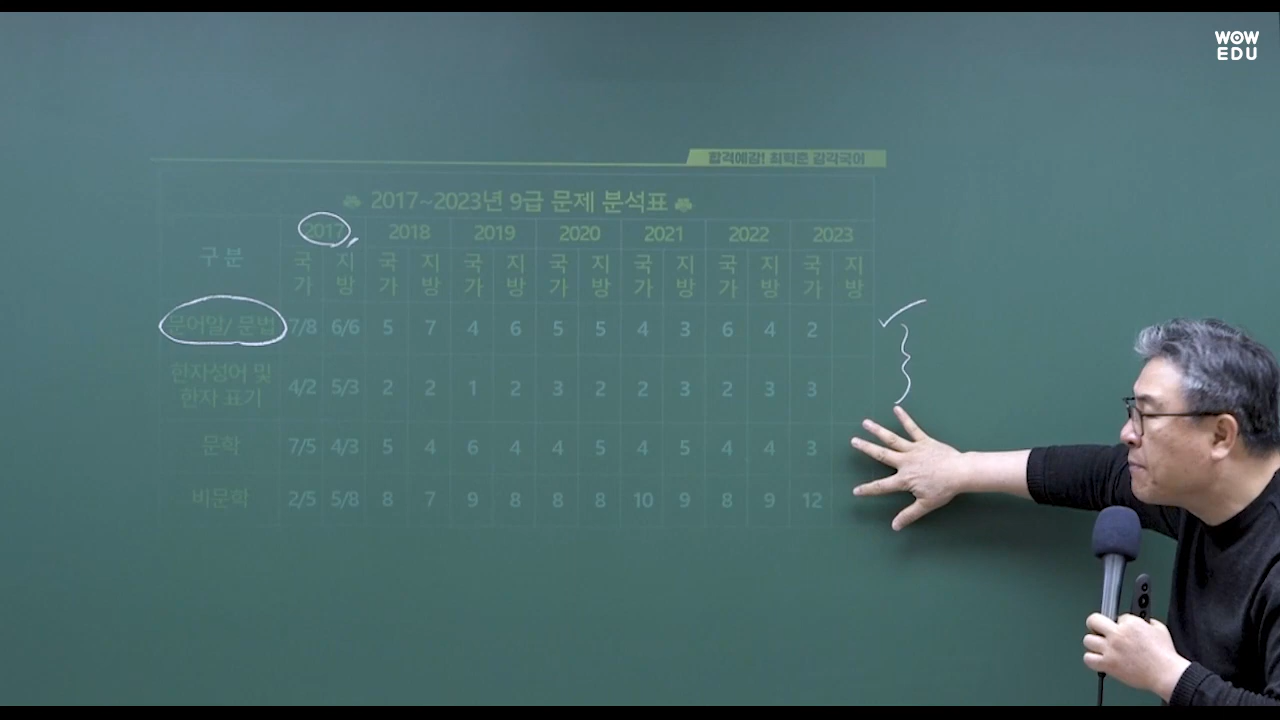 WOW
EDU
합격예감! 최혁춘 감각국어
2017~2023년 9급 문제 분석표
구 분 2017 2018 2019 2020 2021 2022 2023
국가 지방 국가 지방 국가 지방 국가 지방 국가 지방 국가 지방 국가 지방
문어말/ 문법 7/8 6/6 5 7 4 6 5 5 4 3 6 4 2
한자성어 및
한자 표기 4/2 5/3 2 2 1 2 3 2 2 3 2 3 3
문학 7/5 4/3 5 4 6 4 4 5 4 5 4 4 3
비문학 2/5 5/8 8 7 9 8 8 8 10 9 8 9 12